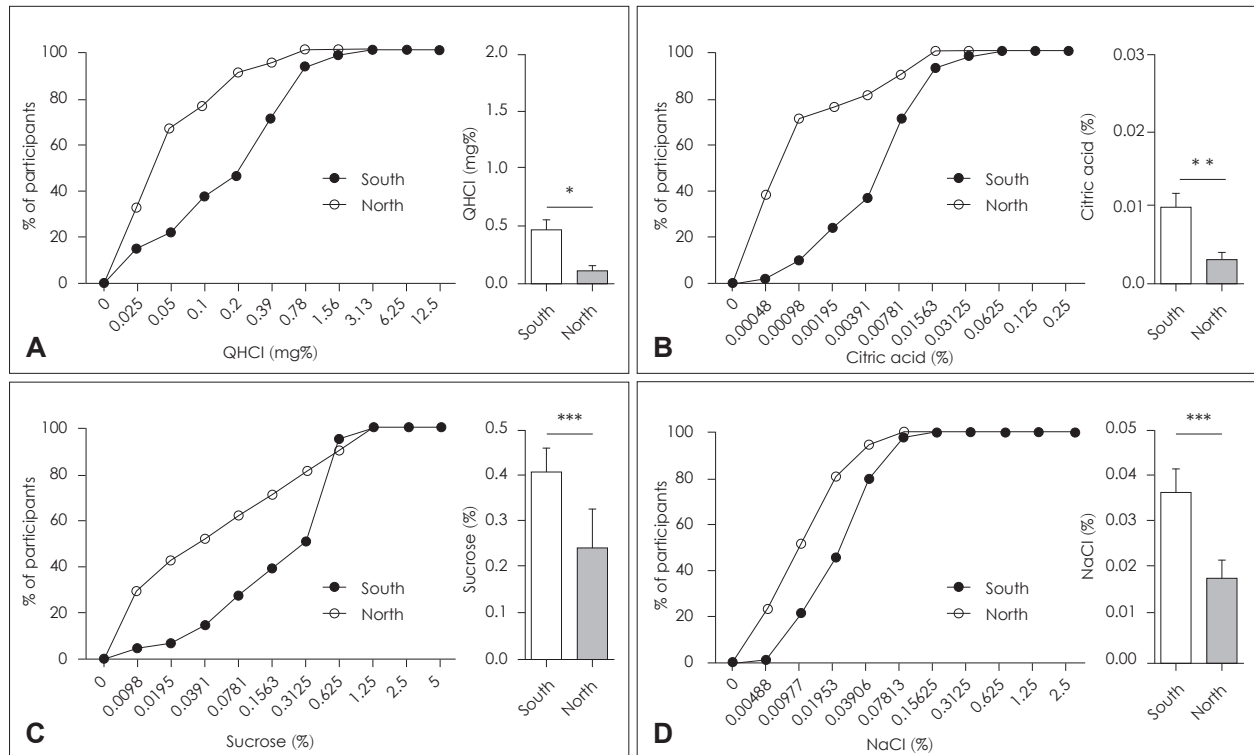 100
80
60
40
20
0
% of participants
South
North
0
0.025
0.05
0.1
0.2
0.39
0.78
1.56
3.13
6.25
12.5
QHCl (mg%)
A
2.0
1.5
1.0
0.5
0.0
QHCl (mg%)
*
South
North
100
80
60
40
20
0
% of participants
South
North
0
0.00048
0.00098
0.00195
0.00391
0.00781
0.01563
0.03125
0.0625
0.125
0.25
Citric acid (%)
B
0.03
0.02
0.01
0.0
Citric acid (%)
* *
South
North
100
80
60
40
20
0
% of participants
South
North
0
0.0098
0.0195
0.0391
0.0781
0.1563
0.3125
0.625
1.25
2.5
5
Sucrose (%)
C
0.5
0.4
0.3
0.2
0.1
0.0
Sucrose (%)
***
South
North
100
80
60
40
20
0
% of participants
South
North
0
0.00488
0.00977
0.01953
0.03906
0.07813
0.15625
0.3125
0.625
1.25
2.5
NaCl (%)
D
0.05
0.04
0.03
0.02
0.01
0.00
NaCl (%)
***
South
North